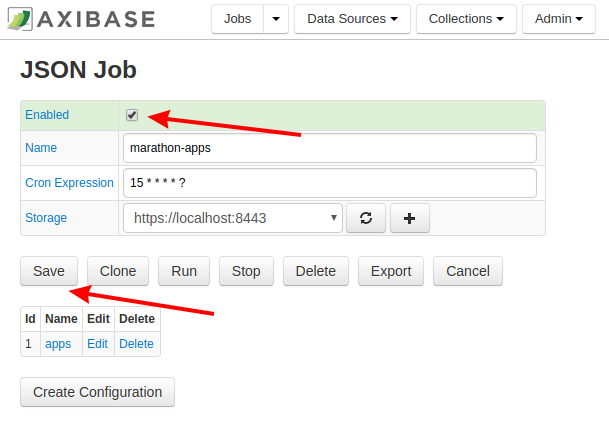 AXIBASE Jobs Data Sources Collections Admin
JSON Job
Enabled
Name marathon-apps
Cron Expression 15 * * * * ?
Storage https://localhost:8443
Save Clone Run Stop Delete Export Cancel
Id Name Edit Delete
1 apps Edit Delete
Create Configuration